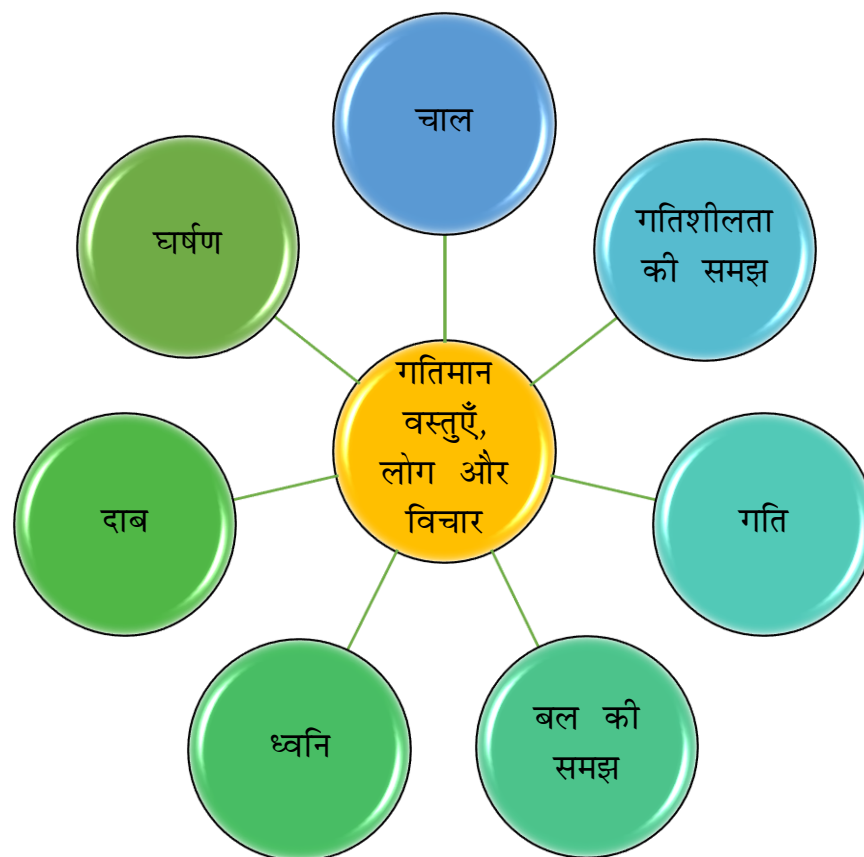 चाल
गतिशीलता
की समझ
गति
बल की
समझ
ध्वनि
दाब
घर्षण
गतिमान
वस्तुएँ,
लोग और
विचार